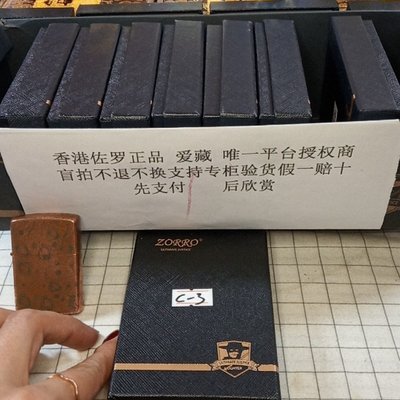 香港佐罗正品 爱藏 唯一平台授权商
盲拍不退不换支持专柜验货假一赔十
先支付 后欣赏
ZORRO®
C-3